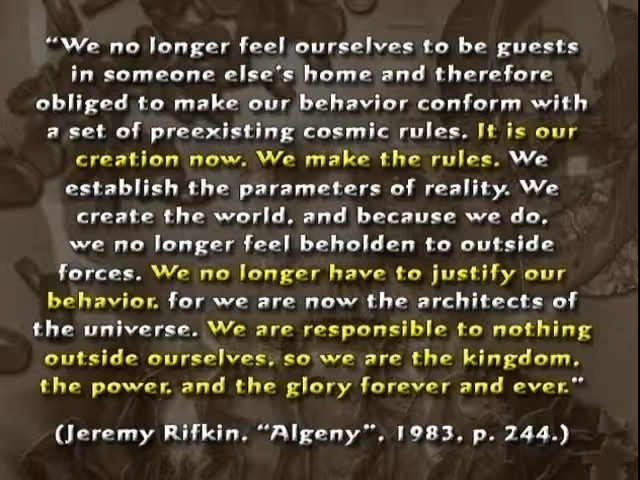 “We no longer feel ourselves to be guests
in someone else's home and therefore
obliged to make our behavior conform with
a set of preexisting cosmic rules. It is our
creation now. We make the rules. We
establish the parameters of reality. We
create the world, and because we do,
we no longer feel beholden to outside
forces. We no longer have to justify our
behavior, for we are now the architects of
the universe. We are responsible to nothing
outside ourselves, so we are the kingdom,
the power, and the glory forever and ever.”
(Jeremy Rifkin, “Algeny”, 1983, p. 244.)